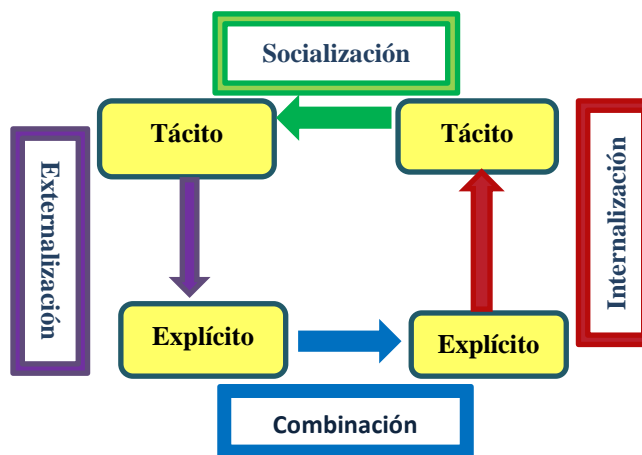 Socialización
Tácito
Tácito
Externalización
Internalización
Explícito
Explícito
Combinación